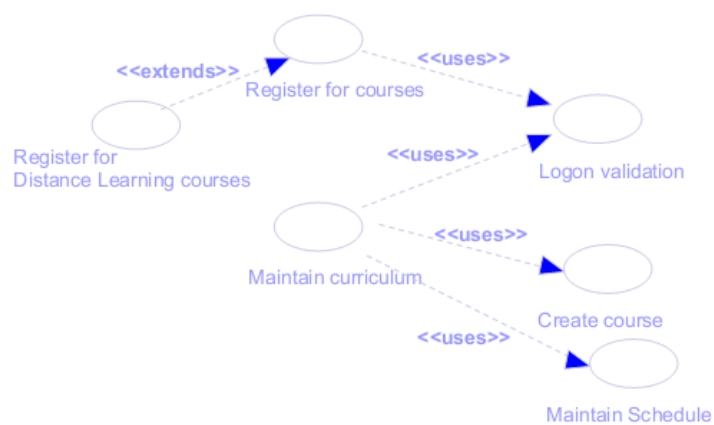 <<extends>>
<<uses>>
Register for courses
Register for
Distance Learning courses
<<uses>>
Logon validation
<<uses>>
Maintain curriculum
Create course
<<uses>>
Maintain Schedule